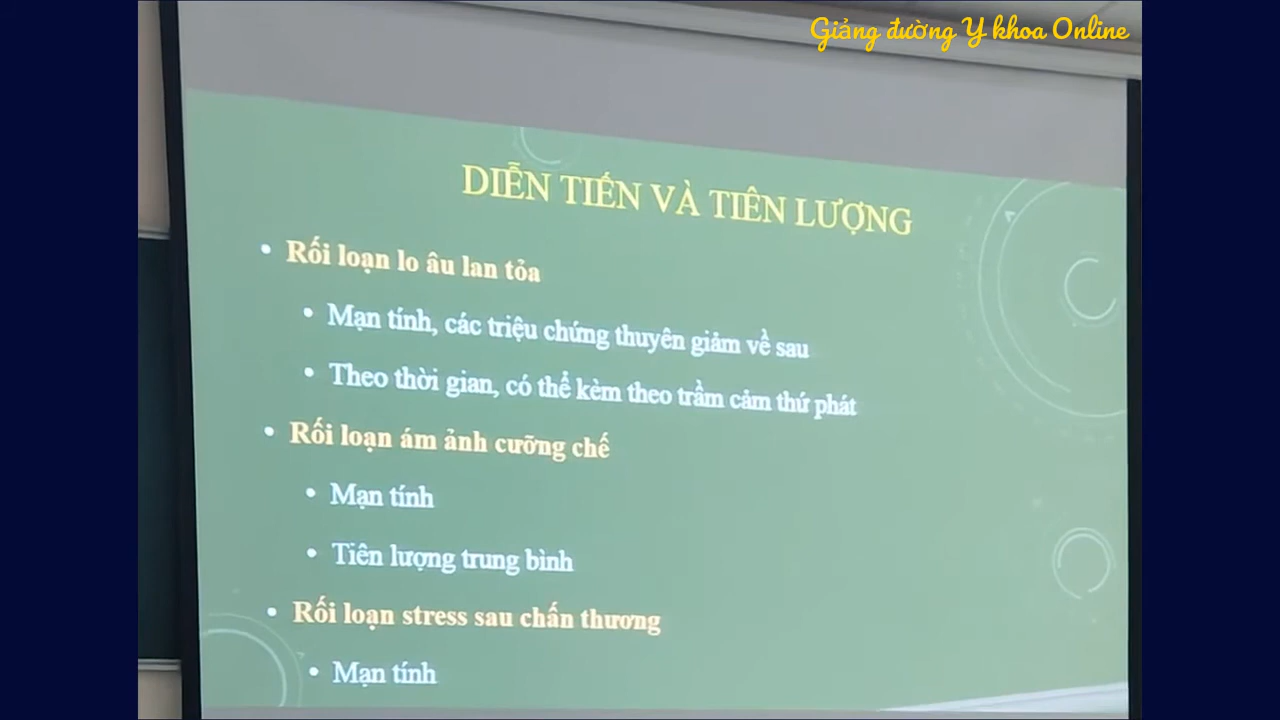 Giảng đường Y khoa Online
DIỄN TIẾN VÀ TIÊN LƯỢNG
• Rối loạn lo âu lan tỏa
• Mạn tính, các triệu chứng thuyên giảm về sau
• Theo thời gian, có thể kèm theo trầm cảm thứ phát
• Rối loạn ám ảnh cưỡng chế
• Mạn tính
• Tiên lượng trung bình
• Rối loạn stress sau chấn thương
• Mạn tính